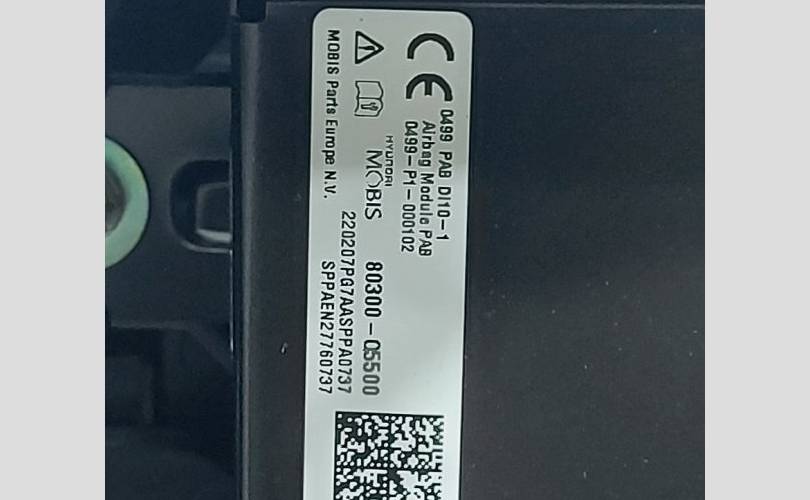 CE 0499 PAB DI10-1
Airbag Module PAB
0499-P1-000102
HYUNDAI
MOBIS 80300-Q5500
220207PG7AASPPA0737
SPPAEN27760737
MOBIS Parts Europe N.V.